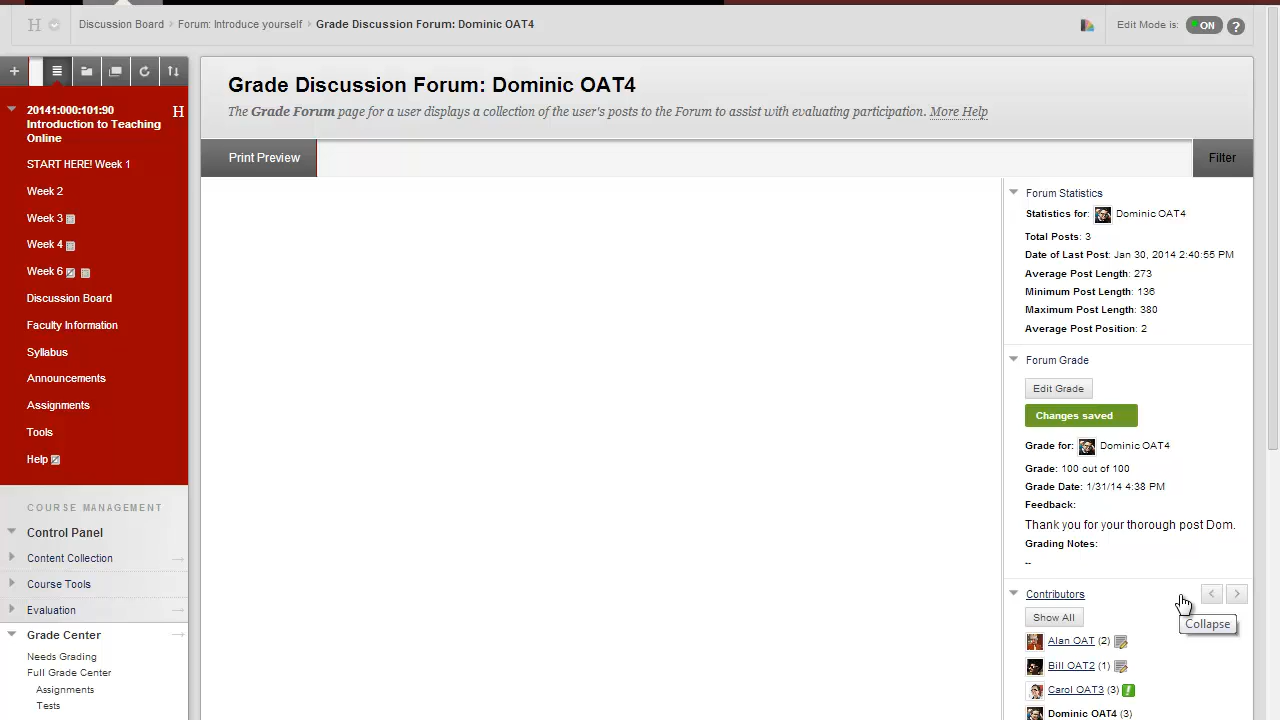 H
Discussion Board > Forum: Introduce yourself > Grade Discussion Forum: Dominic OAT4
Edit Mode is: ON ?
20141:000:101:90
Introduction to Teaching
Online
H
START HERE! Week 1
Week 2
Week 3
Week 4
Week 6
Discussion Board
Faculty Information
Syllabus
Announcements
Assignments
Tools
Help
COURSE MANAGEMENT
Control Panel
Content Collection
Course Tools
Evaluation
Grade Center
Needs Grading
Full Grade Center
Assignments
Tests
Grade Discussion Forum: Dominic OAT4
The Grade Forum page for a user displays a collection of the user's posts to the Forum to assist with evaluating participation. More Help
Print Preview
Filter
Forum Statistics
Statistics for: Dominic OAT4
Total Posts: 3
Date of Last Post: Jan 30, 2014 2:40:55 PM
Average Post Length: 273
Minimum Post Length: 136
Maximum Post Length: 380
Average Post Position: 2
Forum Grade
Edit Grade
Changes saved
Grade for: Dominic OAT4
Grade: 100 out of 100
Grade Date: 1/31/14 4:38 PM
Feedback:
Thank you for your thorough post Dom.
Grading Notes:
--
Contributors
Collapse
Show All
Alan OAT (2)
Bill OAT2 (1)
Carol OAT3 (3)
Dominic OAT4 (3)